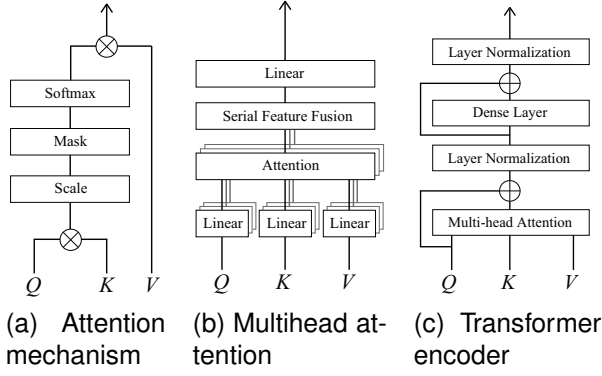 Softmax
Mask
Scale
Q K V
(a) Attention
mechanism
Linear
Serial Feature Fusion
Attention
Linear Linear Linear
Q K V
(b) Multihead at-
tention
Layer Normalization
Dense Layer
Layer Normalization
Multi-head Attention
Q K V
(c) Transformer
encoder